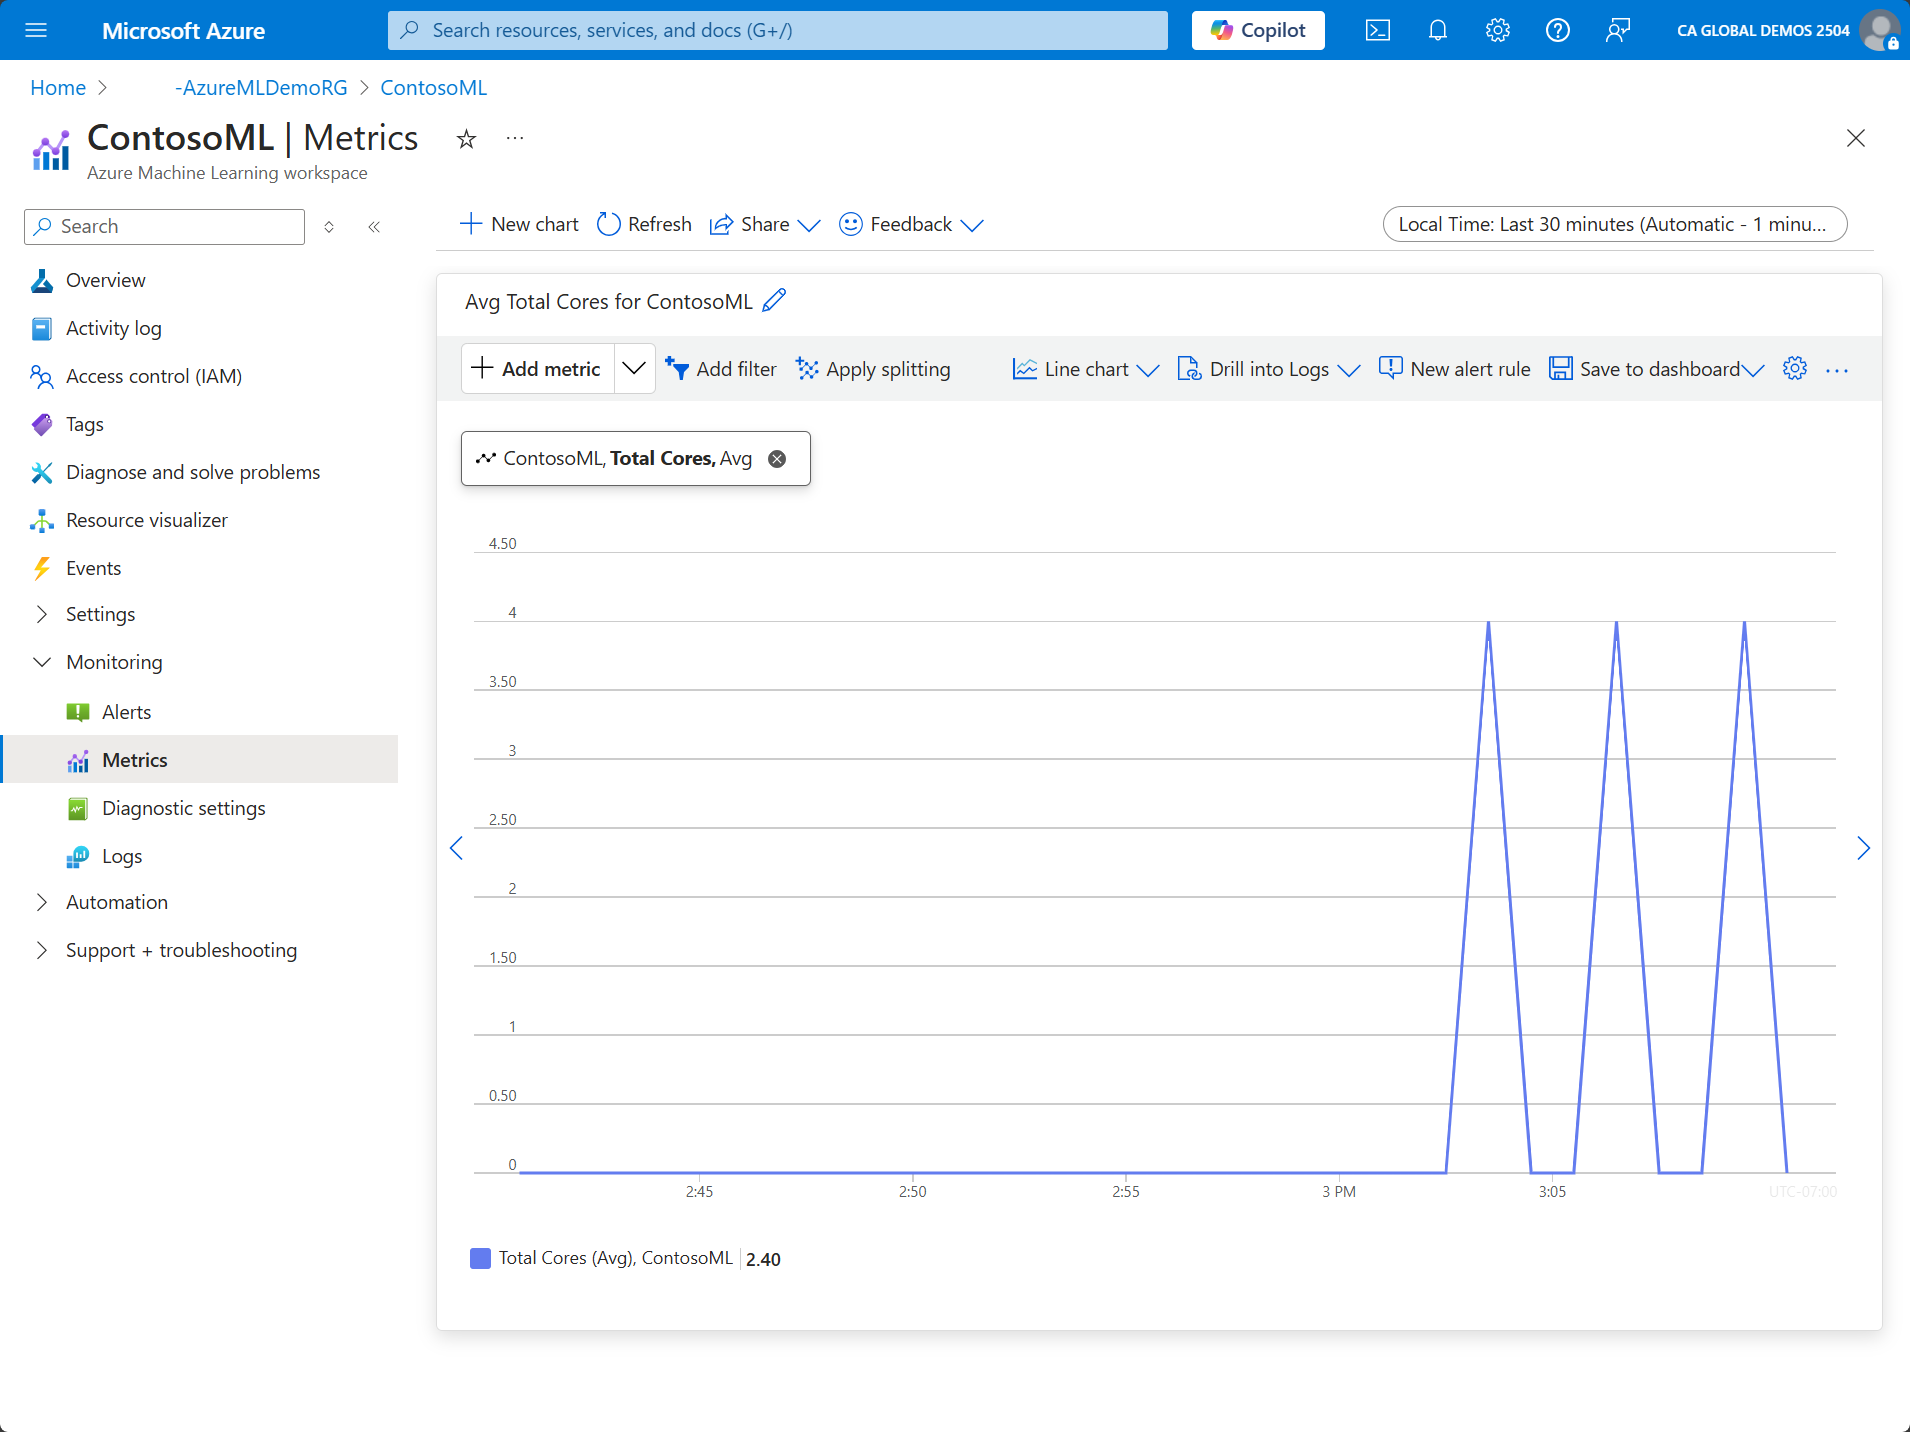 Microsoft Azure
Search resources, services, and docs (G+/)
Copilot
CA GLOBAL DEMOS 2504
Home
-AzureMLDemoRG
ContosoML
ContosoML | Metrics
Azure Machine Learning workspace
Search
Overview
Activity log
Access control (IAM)
Tags
Diagnose and solve problems
Resource visualizer
Events
Settings
Monitoring
Alerts
Metrics
Diagnostic settings
Logs
Automation
Support + troubleshooting
New chart
Refresh
Share
Feedback
Local Time: Last 30 minutes (Automatic - 1 minu...
Avg Total Cores for ContosoML
Add metric
Add filter
Apply splitting
Line chart
Drill into Logs
New alert rule
Save to dashboard
ContosoML, Total Cores, Avg
4.50
4
3.50
3
2.50
2
1.50
1
0.50
0
2:45
2:50
2:55
3 PM
3:05
UTC-07:00
Total Cores (Avg), ContosoML
2.40